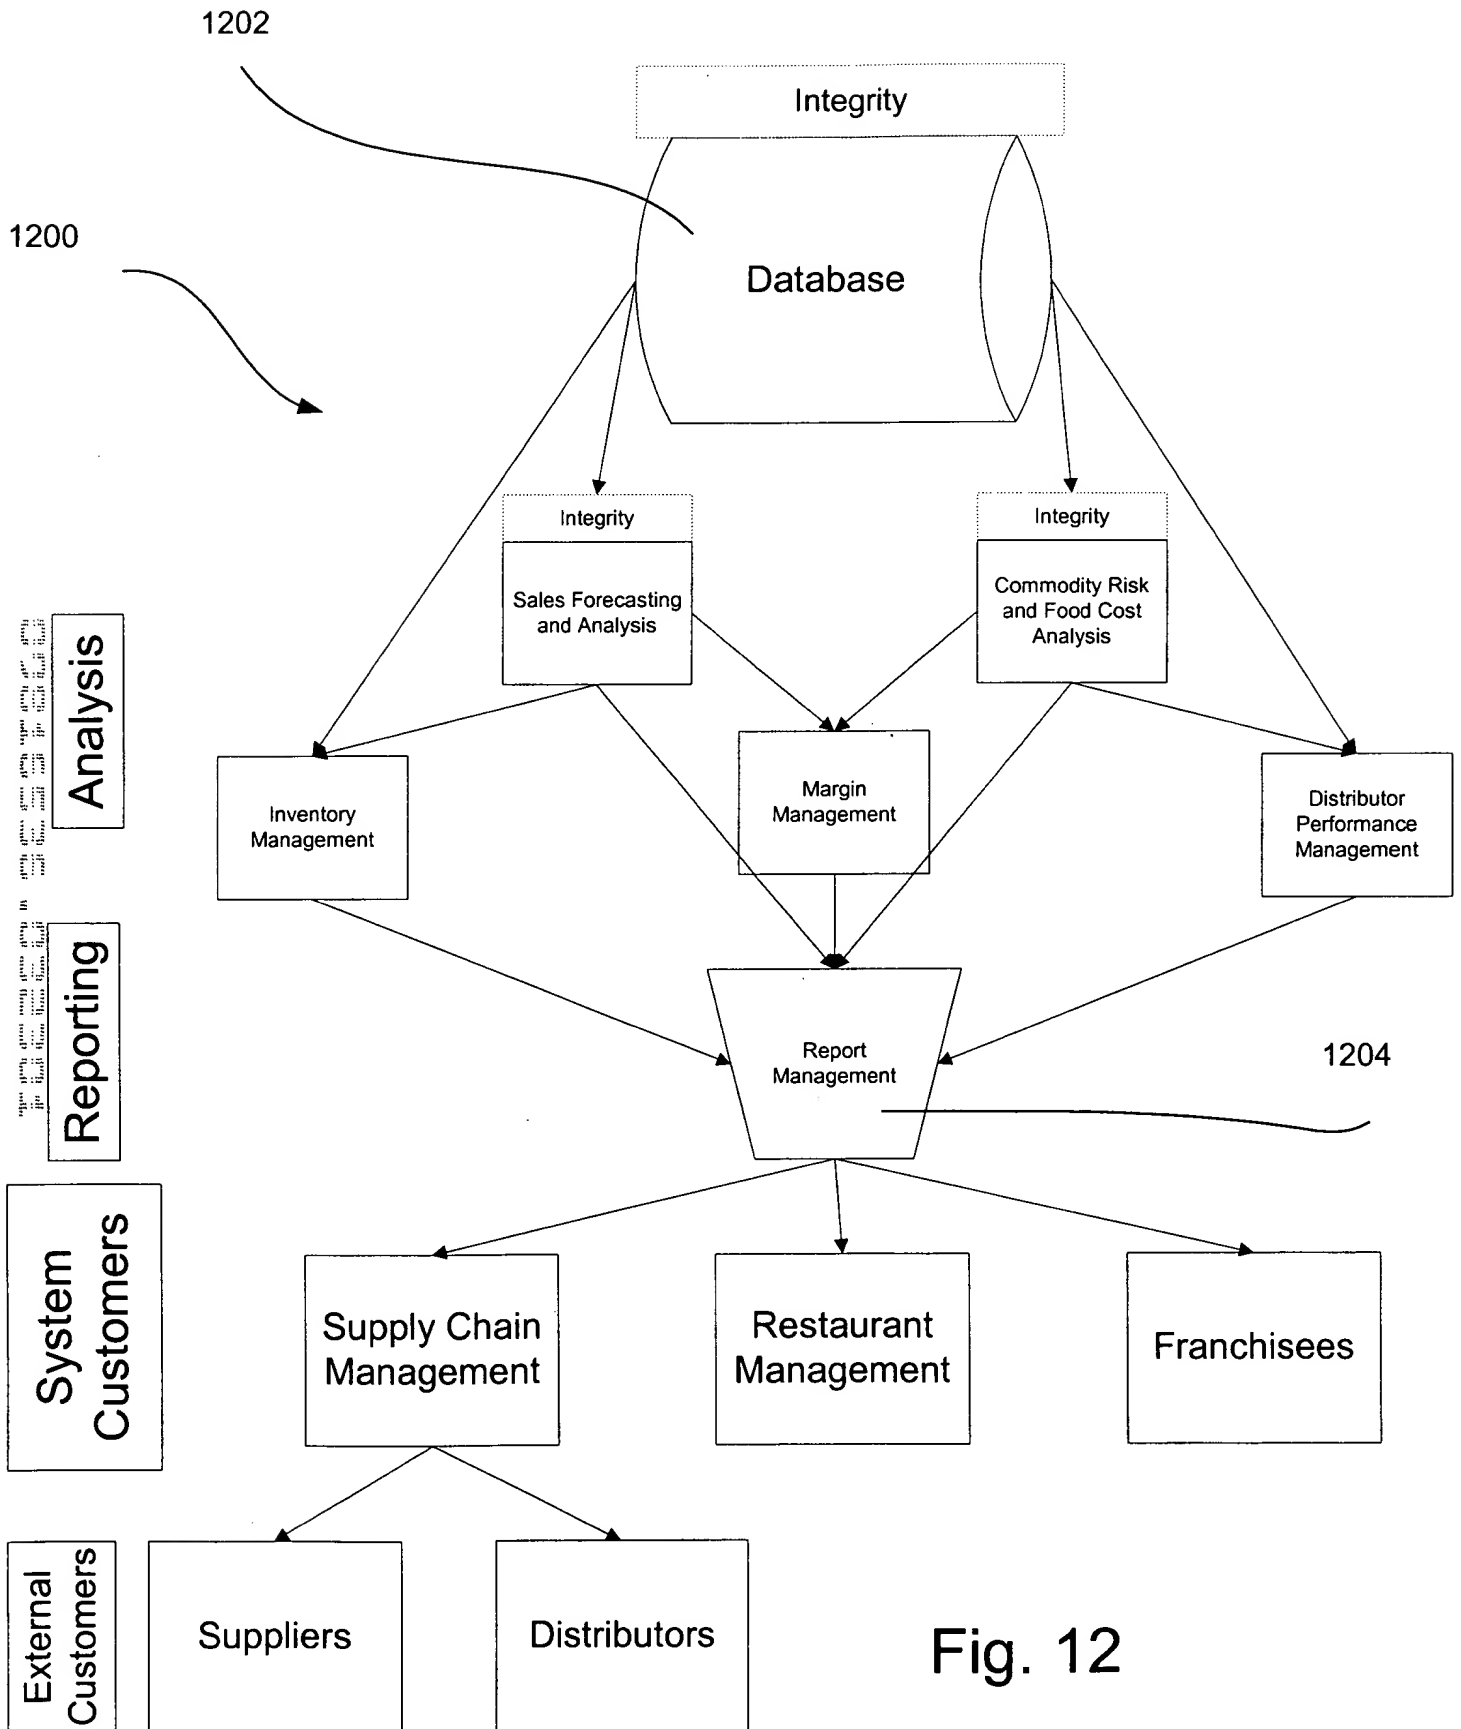 1202
Integrity
1200
Database
Integrity
Integrity
Sales Forecasting
and Analysis
Commodity Risk
and Food Cost
Analysis
Analysis
Inventory
Management
Margin
Management
Distributor
Performance
Management
Reporting
Report
Management
1204
System
Customers
Supply Chain
Management
Restaurant
Management
Franchisees
External
Customers
Suppliers
Distributors
Fig. 12